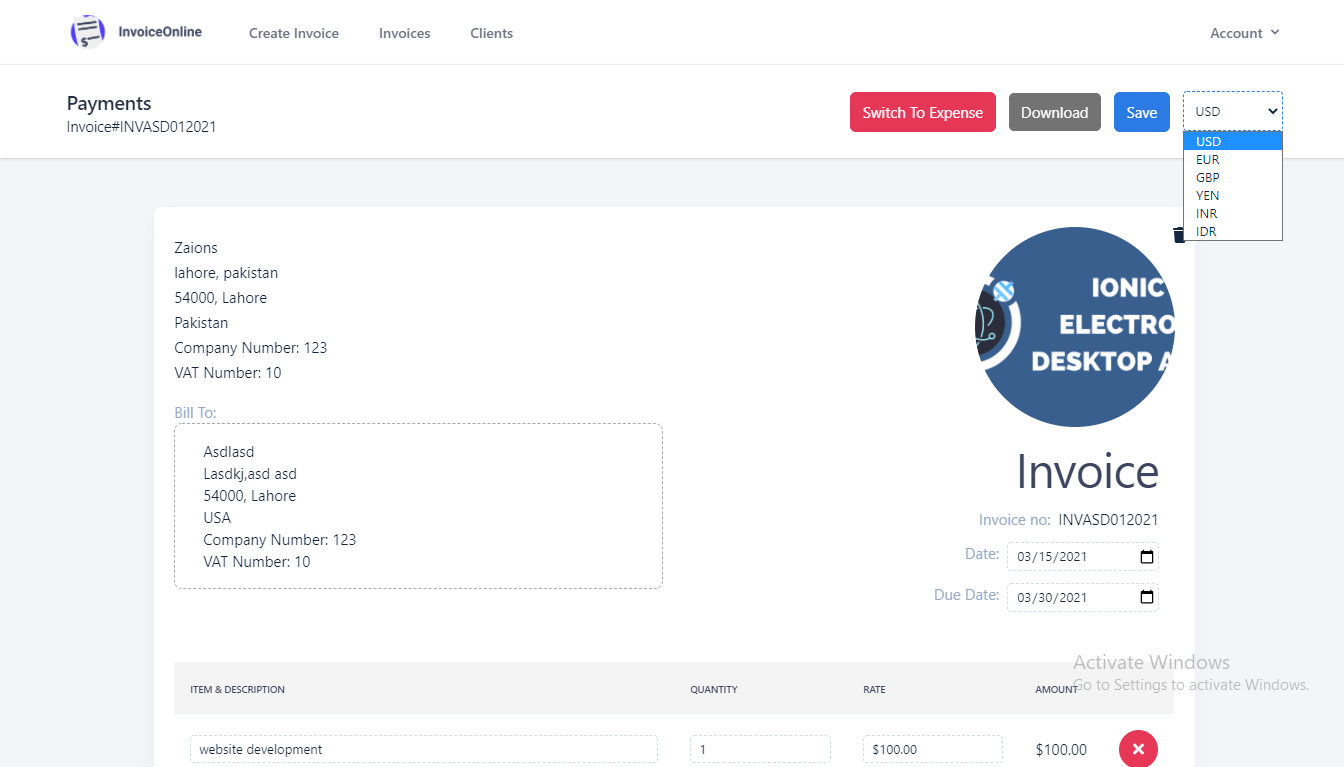 InvoiceOnline Create Invoice Invoices Clients Account
Payments
Invoice#INVASD012021
Switch To Expense Download Save USD
USD
EUR
GBP
YEN
INR
IDR
Zaions
lahore, pakistan
54000, Lahore
Pakistan
Company Number: 123
VAT Number: 10
IONIC
ELECTRO
DESKTOP A
Bill To:
Asdlasd
Lasdkj,asd asd
54000, Lahore
USA
Company Number: 123
VAT Number: 10
Invoice
Invoice no: INVASD012021
Date: 03/15/2021
Due Date: 03/30/2021
Activate Windows
Go to Settings to activate Windows.
ITEM & DESCRIPTION QUANTITY RATE AMOUNT
website development 1 $100.00 $100.00